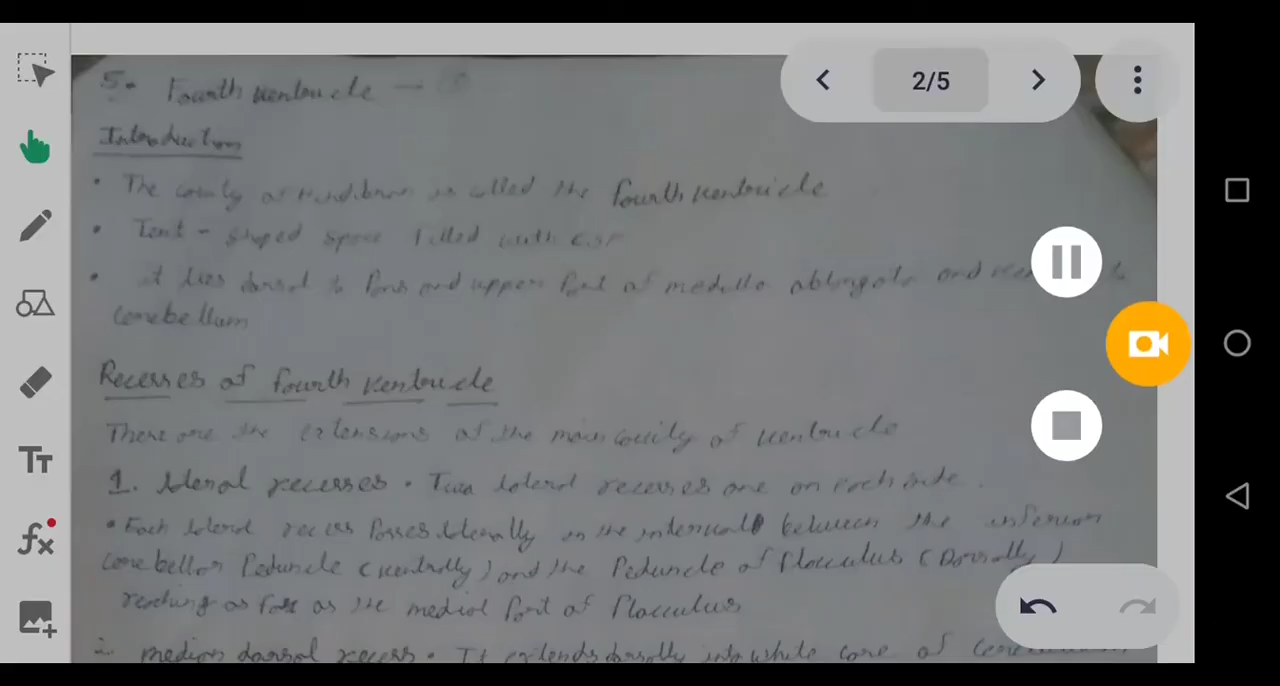 2/5
5. Fourth ventricle →
Introduction
• The cavity of Hindbrain is called the fourth ventricle
• Tent - shaped space filled with CSF
• it lies dorsal to Pons and upper Part of medulla oblongata and
cerebellum
Recesses of fourth ventricle
There are the extensions of the main cavity of ventricle
1. lateral recesses • Two lateral recesses one on each side.
• Each lateral recess Passes laterally in the interval between the inferior
cerebellar Peduncle (ventrally) and the Peduncle of flocculus (Dorsally)
reaching as far as the medial Part of flocculus
median dorsal recess • It extends dorsally into white core of
Tт
fx